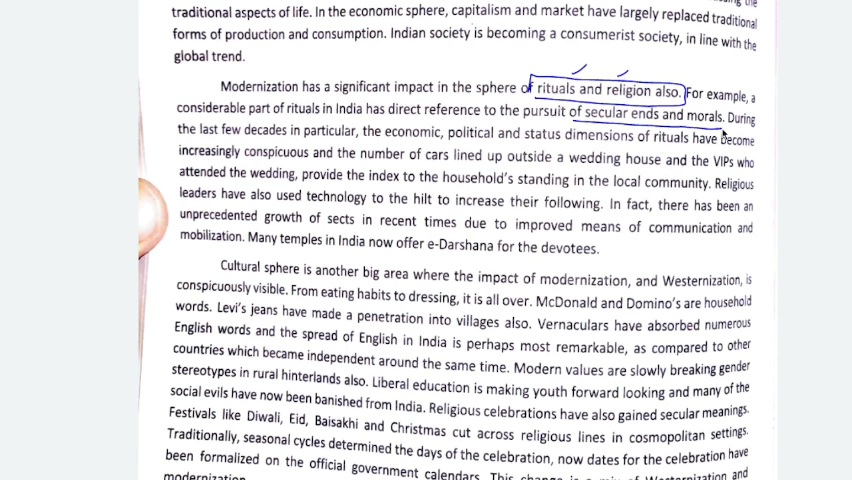 traditional aspects of life. In the economic sphere, capitalism and market have largely replaced traditional
forms of production and consumption. Indian society is becoming a consumerist society, in line with the
global trend.
Modernization has a significant impact in the sphere of rituals and religion also. For example, a
considerable part of rituals in India has direct reference to the pursuit of secular ends and morals. During
the last few decades in particular, the economic, political and status dimensions of rituals have become
increasingly conspicuous and the number of cars lined up outside a wedding house and the VIPs who
attended the wedding, provide the index to the household's standing in the local community. Religious
leaders have also used technology to the hilt to increase their following. In fact, there has been an
unprecedented growth of sects in recent times due to improved means of communication and
mobilization. Many temples in India now offer e-Darshana for the devotees.
Cultural sphere is another big area where the impact of modernization, and Westernization, is
conspicuously visible. From eating habits to dressing, it is all over. McDonald and Domino's are household
words. Levi's jeans have made a penetration into villages also. Vernaculars have absorbed numerous
English words and the spread of English in India is perhaps most remarkable, as compared to other
countries which became independent around the same time. Modern values are slowly breaking gender
stereotypes in rural hinterlands also. Liberal education is making youth forward looking and many of the
social evils have now been banished from India. Religious celebrations have also gained secular meanings.
Festivals like Diwali, Eid, Baisakhi and Christmas cut across religious lines in cosmopolitan settings.
Traditionally, seasonal cycles determined the days of the celebration, now dates for the celebration have
been formalized on the official government calendars. This change is a mix of Westernization and
modernization